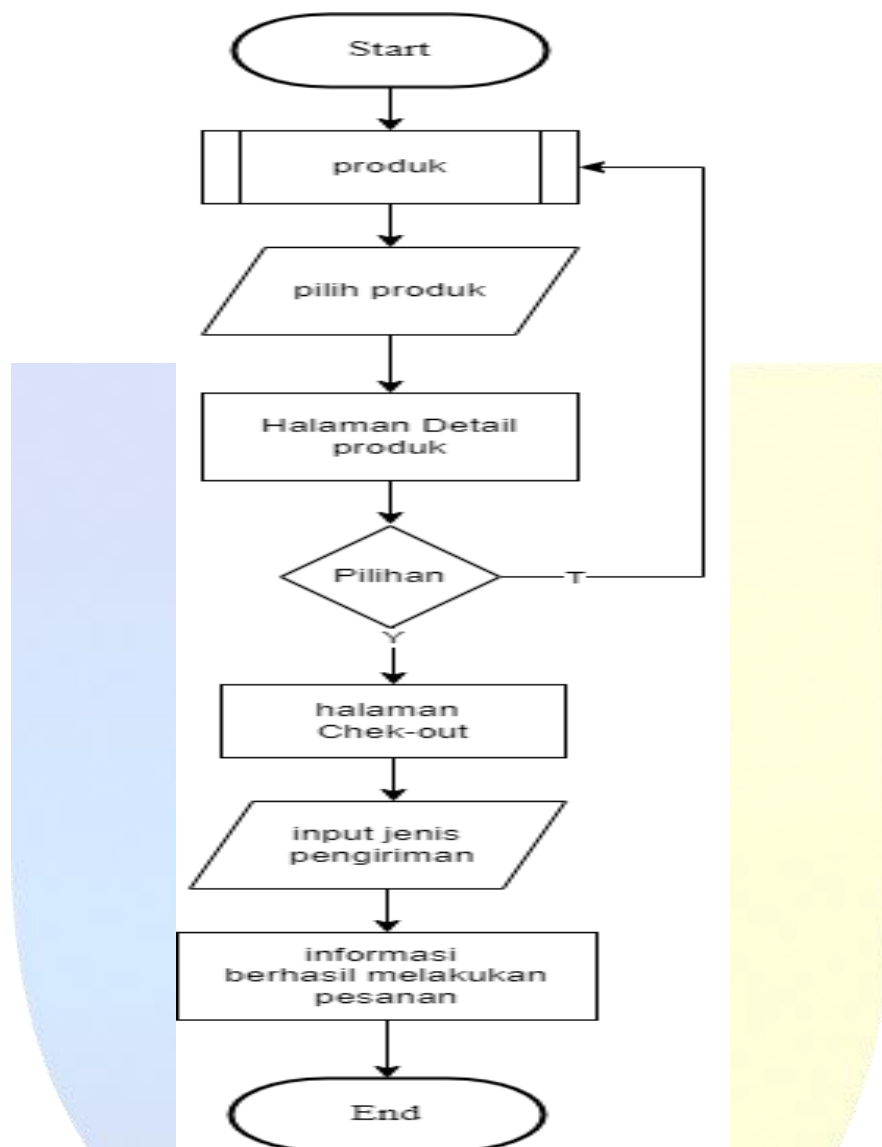 Start
produk
pilih produk
Halaman Detail
produk
Pilihan
T
Y
halaman
Chek-out
input jenis
pengiriman
informasi
berhasil melakukan
pesanan
End